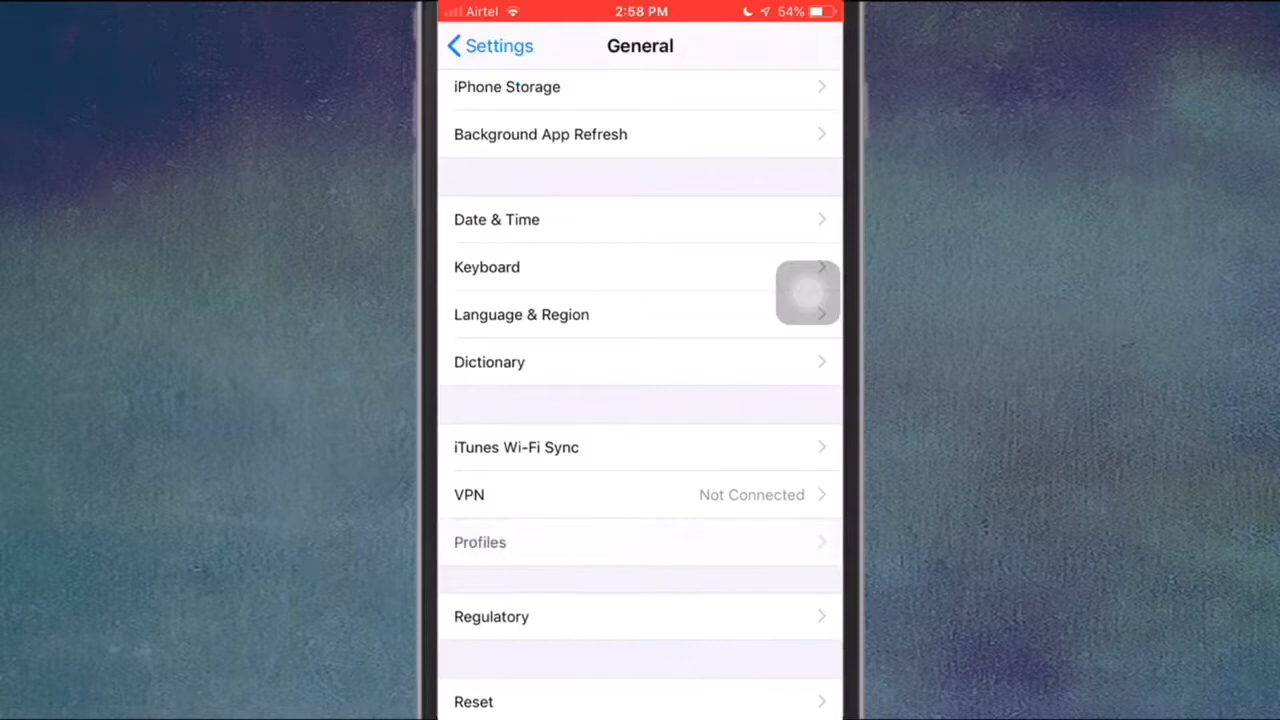 Airtel 2:58 PM 54%
Settings General
iPhone Storage
Background App Refresh
Date & Time
Keyboard
Language & Region
Dictionary
iTunes Wi-Fi Sync
VPN Not Connected
Profiles
Regulatory
Reset